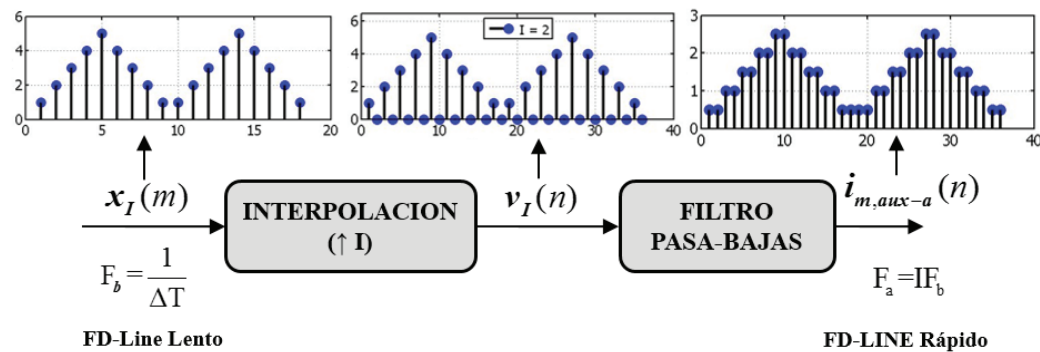 6
4
2
0
0 5 10 15 20
6
4
2
0
0 10 20 30 40
I = 2
3
2
1
0
0 10 20 30 40
x_I(m)
INTERPOLACION
(↑ I)
v_I(n)
FILTRO
PASA-BAJAS
i_{m,aux-a}(n)
F_b = 1/ΔT
F_a=IF_b
FD-Line Lento
FD-LINE Rápido